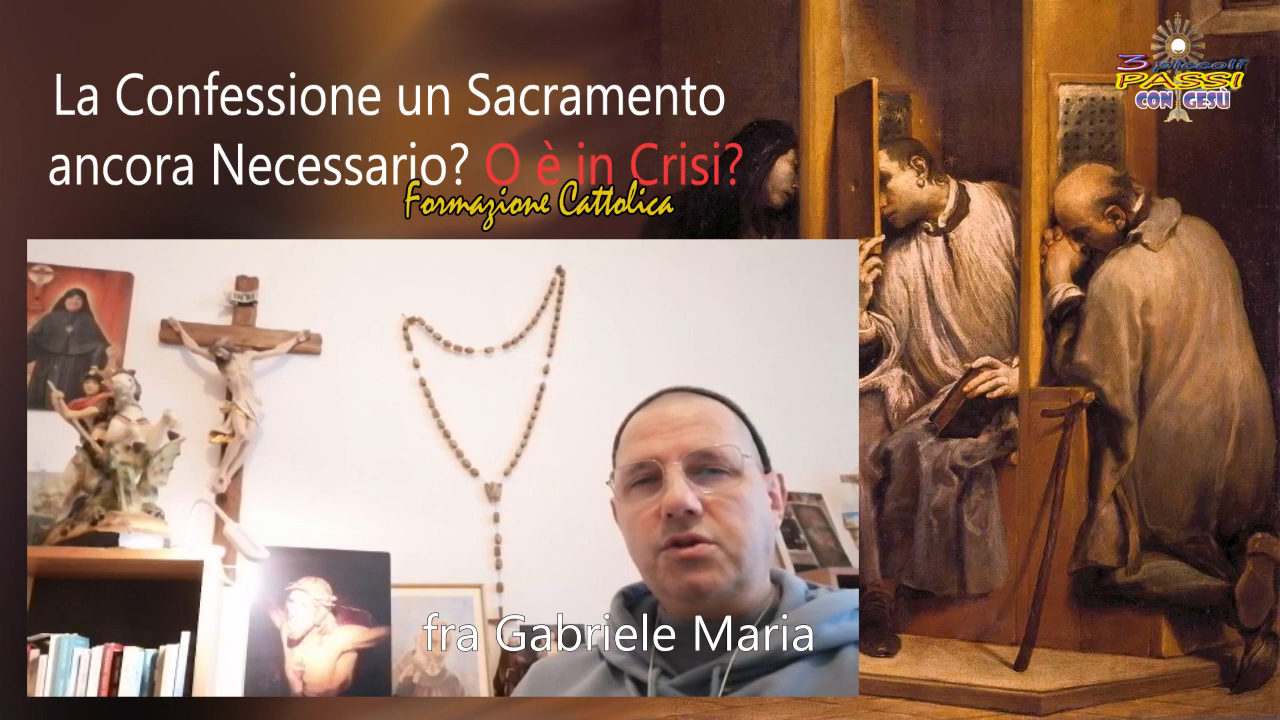 La Confessione un Sacramento
ancora Necessario? O è in Crisi?
Formazione Cattolica
3 piccoli
PASSI
CON GESÙ
fra Gabriele Maria